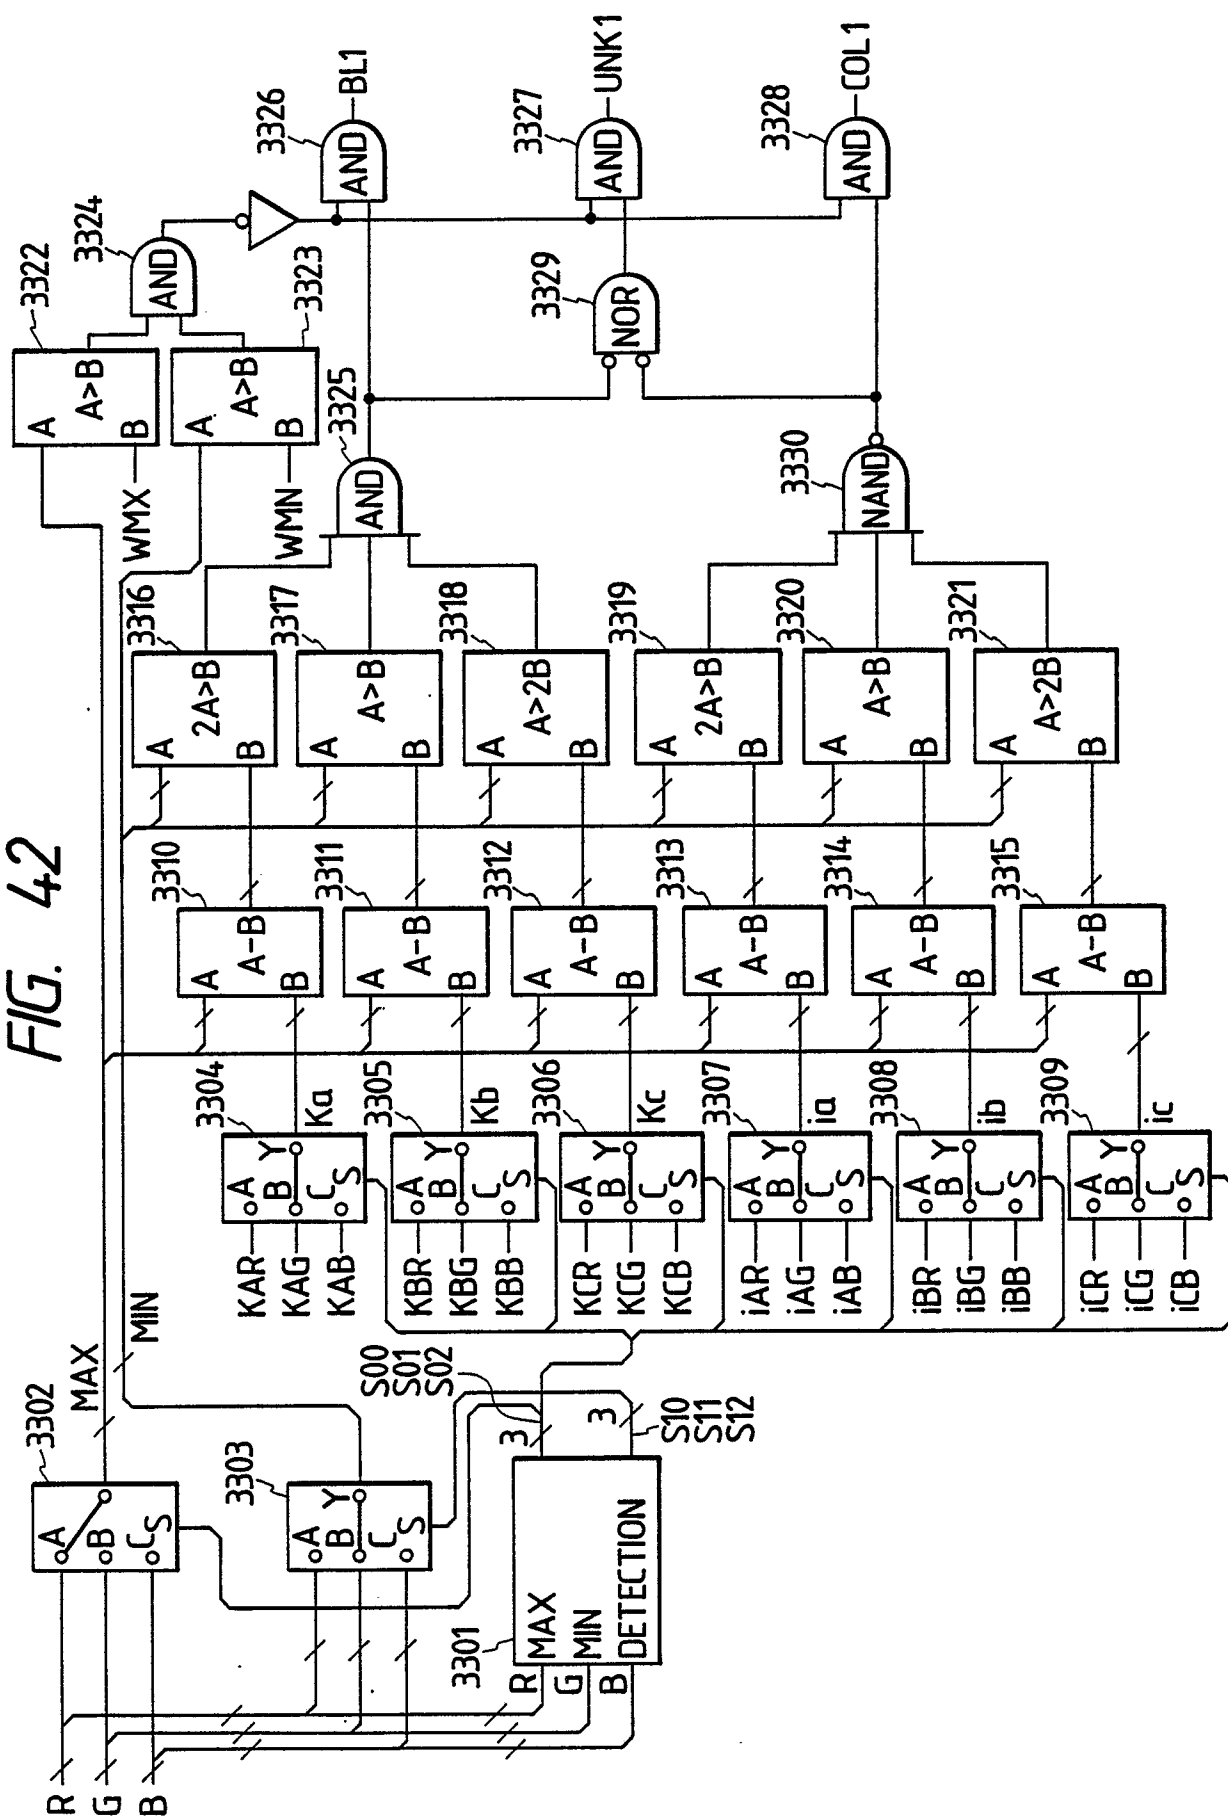 FIG. 42
R
G
B
3302
A
B
C
S
MAX
3303
A
B
C
Y
S
MIN
3301
R
G
B
MAX
MIN
DETECTION
3
S00
S01
S02
3
S10
S11
S12
KAR
KAG
KAB
3304
A
B
C
Y
S
Ka
KBR
KBG
KBB
3305
A
B
C
Y
S
Kb
KCR
KCG
KCB
3306
A
B
C
Y
S
Kc
iAR
iAG
iAB
3307
A
B
C
Y
S
ia
iBR
iBG
iBB
3308
A
B
C
Y
S
ib
iCR
iCG
iCB
3309
A
B
C
Y
S
ic
3310
A
A-B
B
3311
A
A-B
B
3312
A
A-B
B
3313
A
A-B
B
3314
A
A-B
B
3315
A
A-B
B
3316
A
2A>B
B
3317
A
A>B
B
3318
A
A>2B
B
3319
A
2A>B
B
3320
A
A>B
B
3321
A
A>2B
B
WMX
3322
A
A>B
B
WMN
3323
A
A>B
B
3324
AND
3325
AND
3330
NAND
3329
NOR
3326
AND
BL1
3327
AND
UNK1
3328
AND
COL1